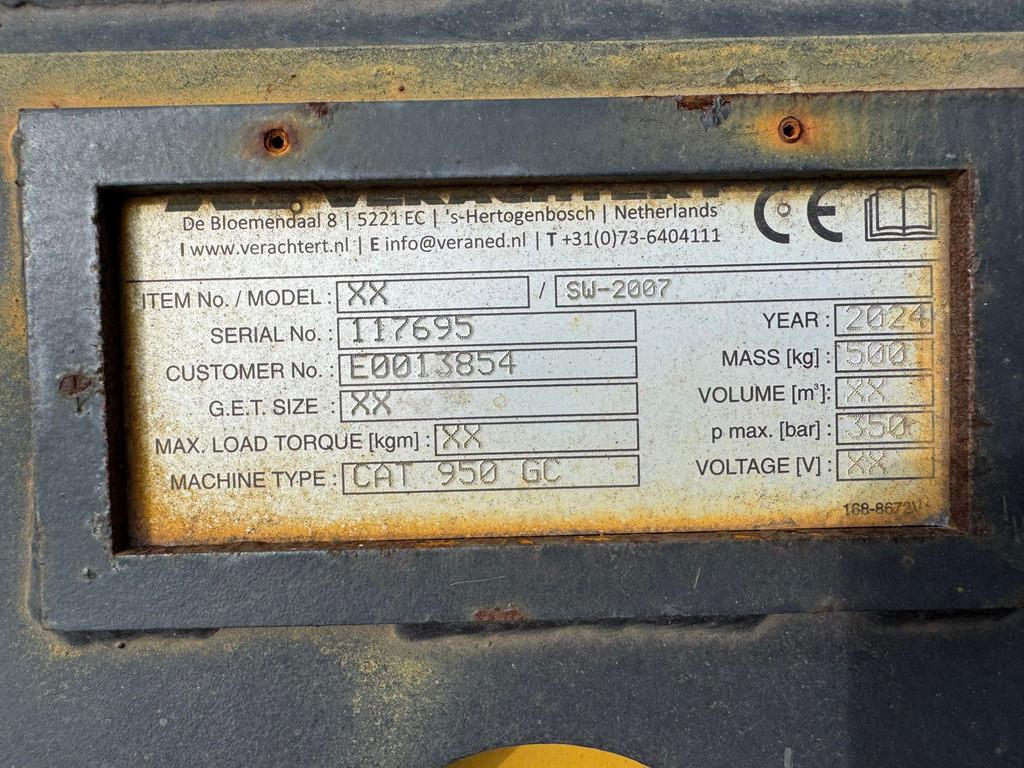 VERACHTERT
De Bloemendaal 8 | 5221 EC | 's-Hertogenbosch | Netherlands
I www.verachtert.nl | E info@veraned.nl | T +31(0)73-6404111
CE
ITEM No. / MODEL : XX / SW-2007
SERIAL No. : 117695
YEAR : 2024
CUSTOMER No. : E0013854
MASS [kg] : 500
G.E.T. SIZE : XX
VOLUME [m³]: XX
MAX. LOAD TORQUE [kgm] : XX
p max. [bar] : 350
MACHINE TYPE : CAT 950 GC
VOLTAGE [V] : XX